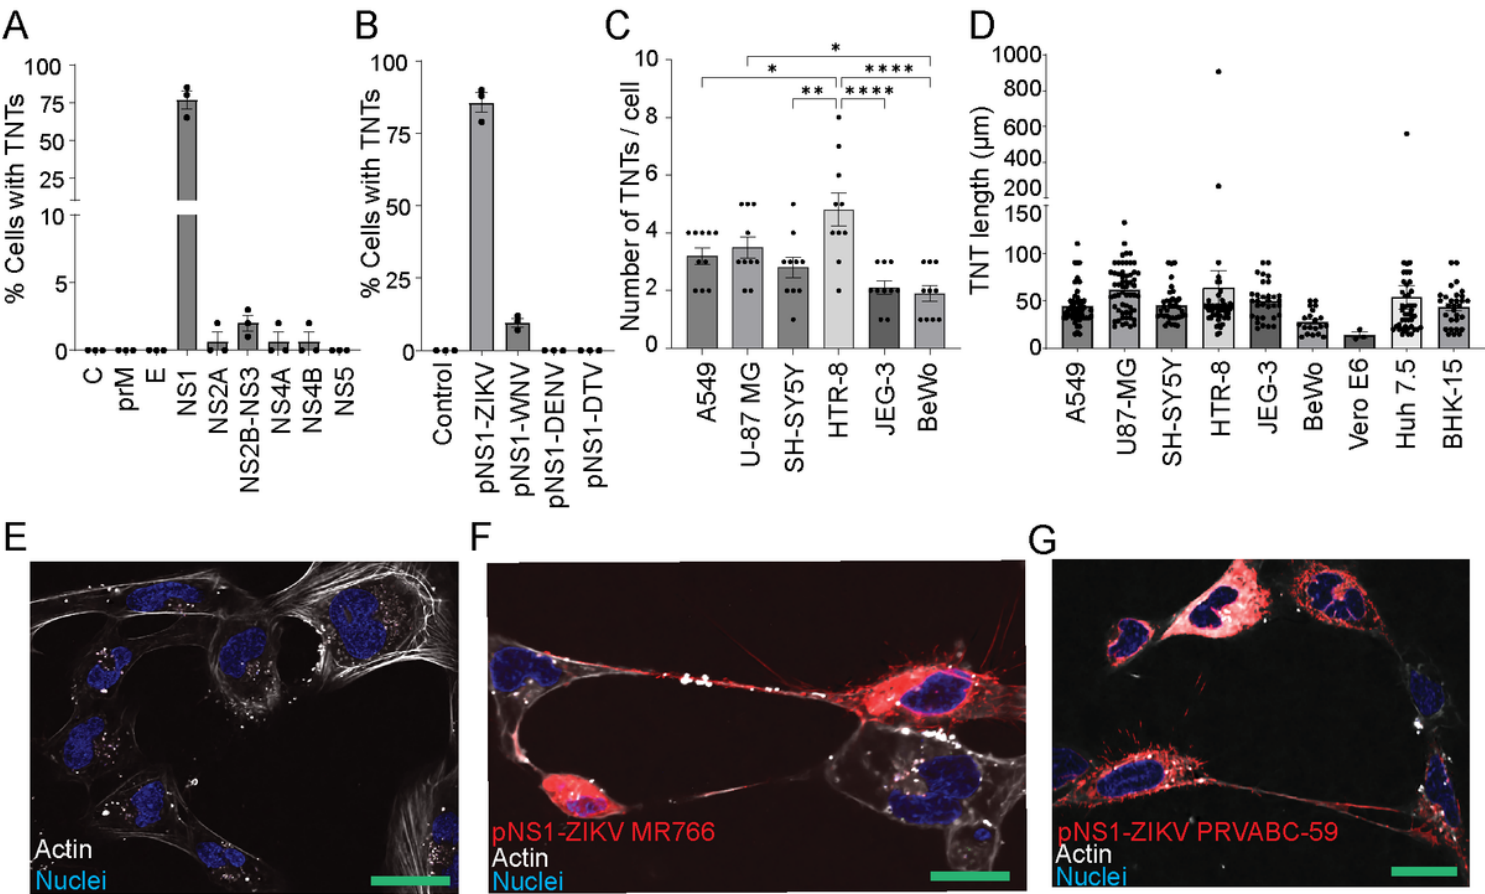 A
% Cells with TNTs
100
75
50
25
10
5
0
C
prM
E
NS1
NS2A
NS2B-NS3
NS4A
NS4B
NS5
B
% Cells with TNTs
100
75
50
25
0
Control
pNS1-ZIKV
pNS1-WNV
pNS1-DENV
pNS1-DTV
C
Number of TNTs / cell
10
8
6
4
2
0
*
* ****
** ****
A549
U-87 MG
SH-SY5Y
HTR-8
JEG-3
BeWo
D
TNT length (µm)
1000
800
600
400
200
150
100
50
0
A549
U87-MG
SH-SY5Y
HTR-8
JEG-3
BeWo
Vero E6
Huh 7.5
BHK-15
E
Actin
Nuclei
F
pNS1-ZIKV MR766
Actin
Nuclei
G
pNS1-ZIKV PRVABC-59
Actin
Nuclei